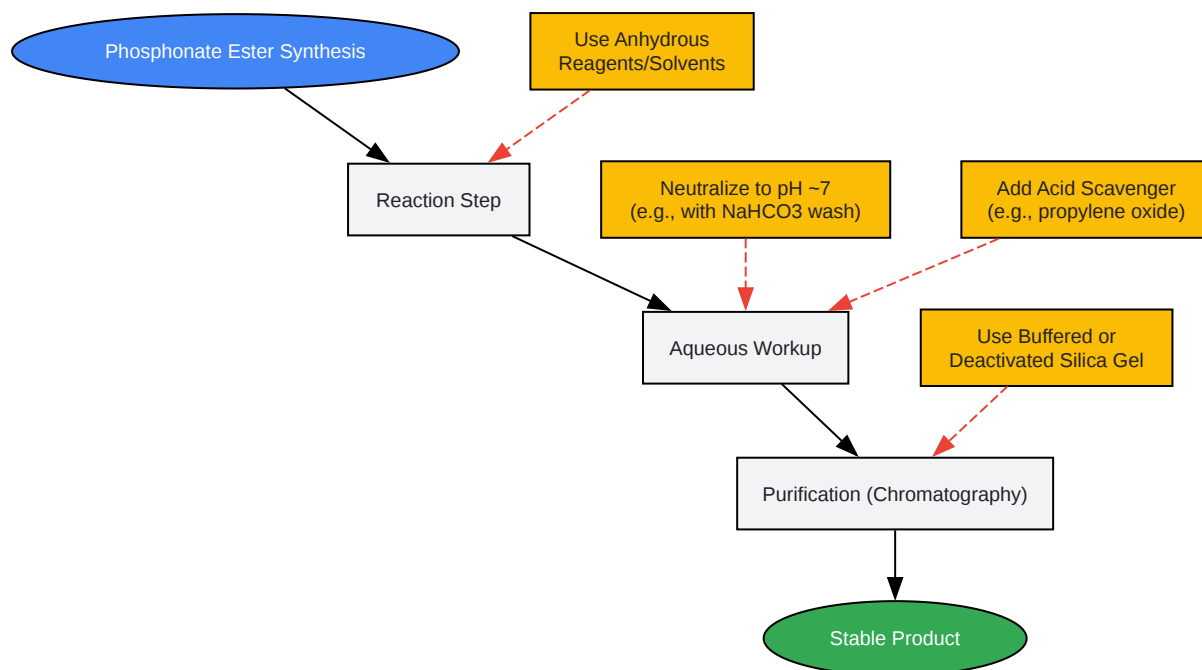 Phosphonate Ester Synthesis
Use Anhydrous
Reagents/Solvents
Reaction Step
Neutralize to pH ~7
(e.g., with NaHCO3 wash)
Add Acid Scavenger
(e.g., propylene oxide)
Aqueous Workup
Use Buffered or
Deactivated Silica Gel
Purification (Chromatography)
Stable Product